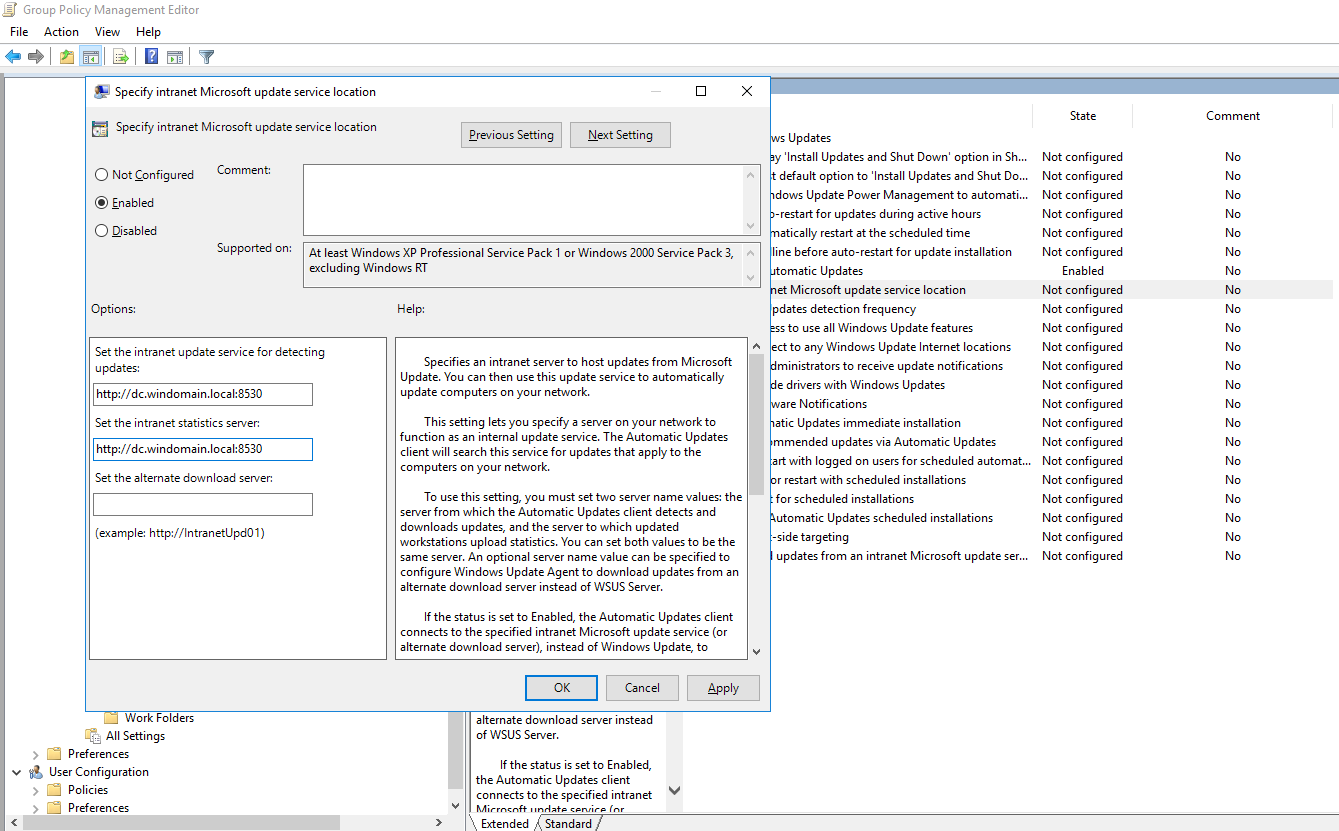 Group Policy Management Editor
File Action View Help
Specify intranet Microsoft update service location
Specify intranet Microsoft update service location
Previous Setting Next Setting
Not Configured
Enabled
Disabled
Comment:
Supported on:
At least Windows XP Professional Service Pack 1 or Windows 2000 Service Pack 3,
excluding Windows RT
Options:
Help:
Set the intranet update service for detecting
updates:
http://dc.windomain.local:8530
Set the intranet statistics server:
http://dc.windomain.local:8530
Set the alternate download server:
(example: http://IntranetUpd01)
Specifies an intranet server to host updates from Microsoft
Update. You can then use this update service to automatically
update computers on your network.
This setting lets you specify a server on your network to
function as an internal update service. The Automatic Updates
client will search this service for updates that apply to the
computers on your network.
To use this setting, you must set two server name values: the
server from which the Automatic Updates client detects and
downloads updates, and the server to which updated
workstations upload statistics. You can set both values to be the
same server. An optional server name value can be specified to
configure Windows Update Agent to download updates from an
alternate download server instead of WSUS Server.
If the status is set to Enabled, the Automatic Updates client
connects to the specified intranet Microsoft update service (or
alternate download server), instead of Windows Update, to
OK Cancel Apply
State Comment
ws Updates
ay 'Install Updates and Shut Down' option in Sh... Not configured No
t default option to 'Install Updates and Shut Do... Not configured No
ndows Update Power Management to automati... Not configured No
o-restart for updates during active hours Not configured No
matically restart at the scheduled time Not configured No
lline before auto-restart for update installation Not configured No
utomatic Updates Enabled No
net Microsoft update service location Not configured No
pdates detection frequency Not configured No
ess to use all Windows Update features Not configured No
ect to any Windows Update Internet locations Not configured No
dministrators to receive update notifications Not configured No
de drivers with Windows Updates Not configured No
ware Notifications Not configured No
natic Updates immediate installation Not configured No
mmended updates via Automatic Updates Not configured No
tart with logged on users for scheduled automat... Not configured No
or restart with scheduled installations Not configured No
t for scheduled installations Not configured No
Automatic Updates scheduled installations Not configured No
t-side targeting Not configured No
l updates from an intranet Microsoft update ser... Not configured No
Work Folders
All Settings
Preferences
User Configuration
Policies
Preferences
alternate download server instead
of WSUS Server.
If the status is set to Enabled,
the Automatic Updates client
connects to the specified intranet
Microsoft update service (or
Extended Standard